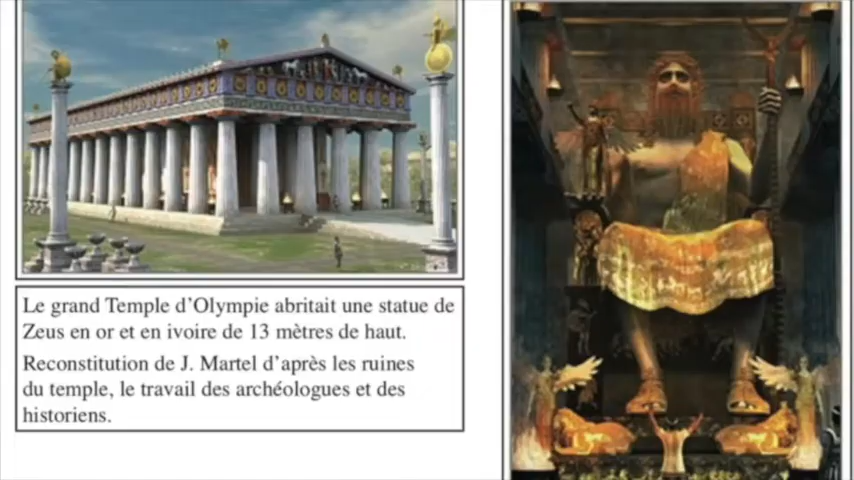 Le grand Temple d'Olympie abritait une statue de
Zeus en or et en ivoire de 13 mètres de haut.
Reconstitution de J. Martel d'après les ruines
du temple, le travail des archéologues et des
historiens.